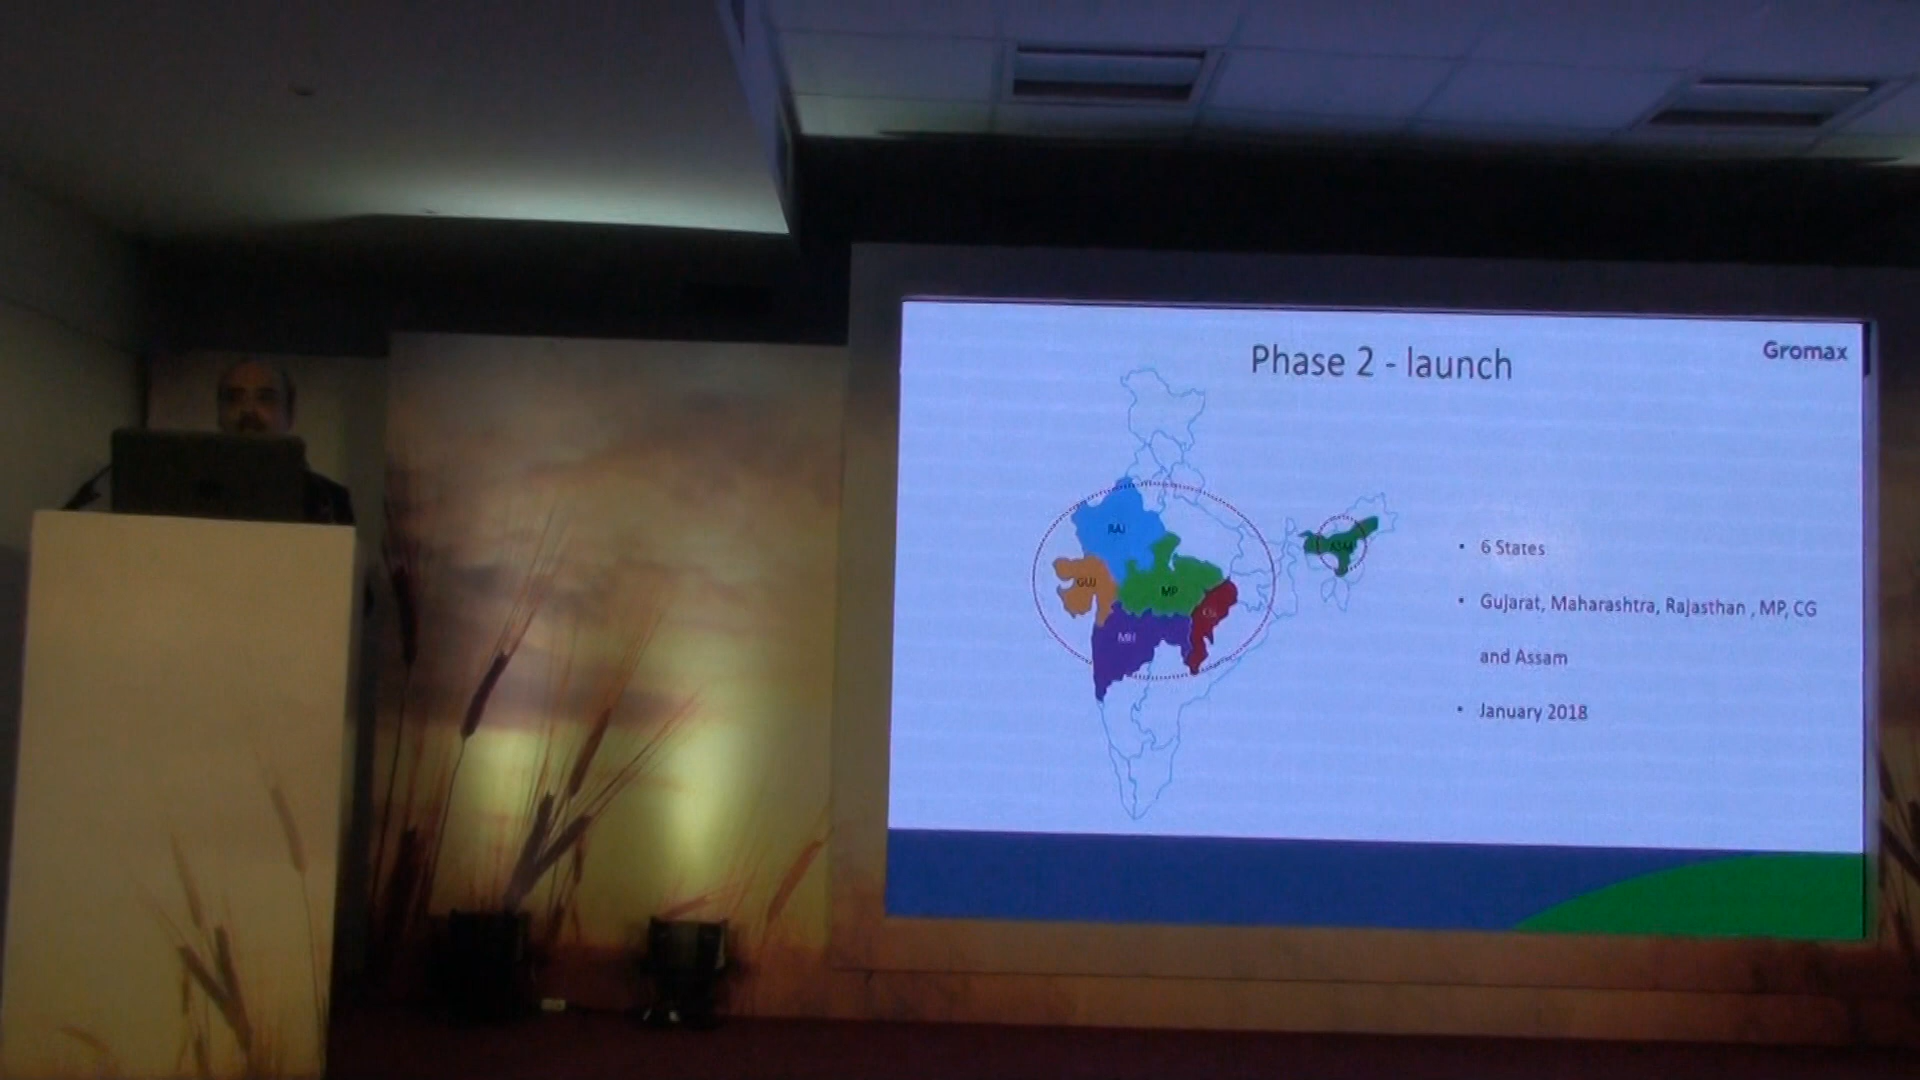 Phase 2 - launch
Gromax
RAJ
GUJ
MP
CG
MH
ASM
• 6 States
• Gujarat, Maharashtra, Rajasthan , MP, CG
and Assam
• January 2018